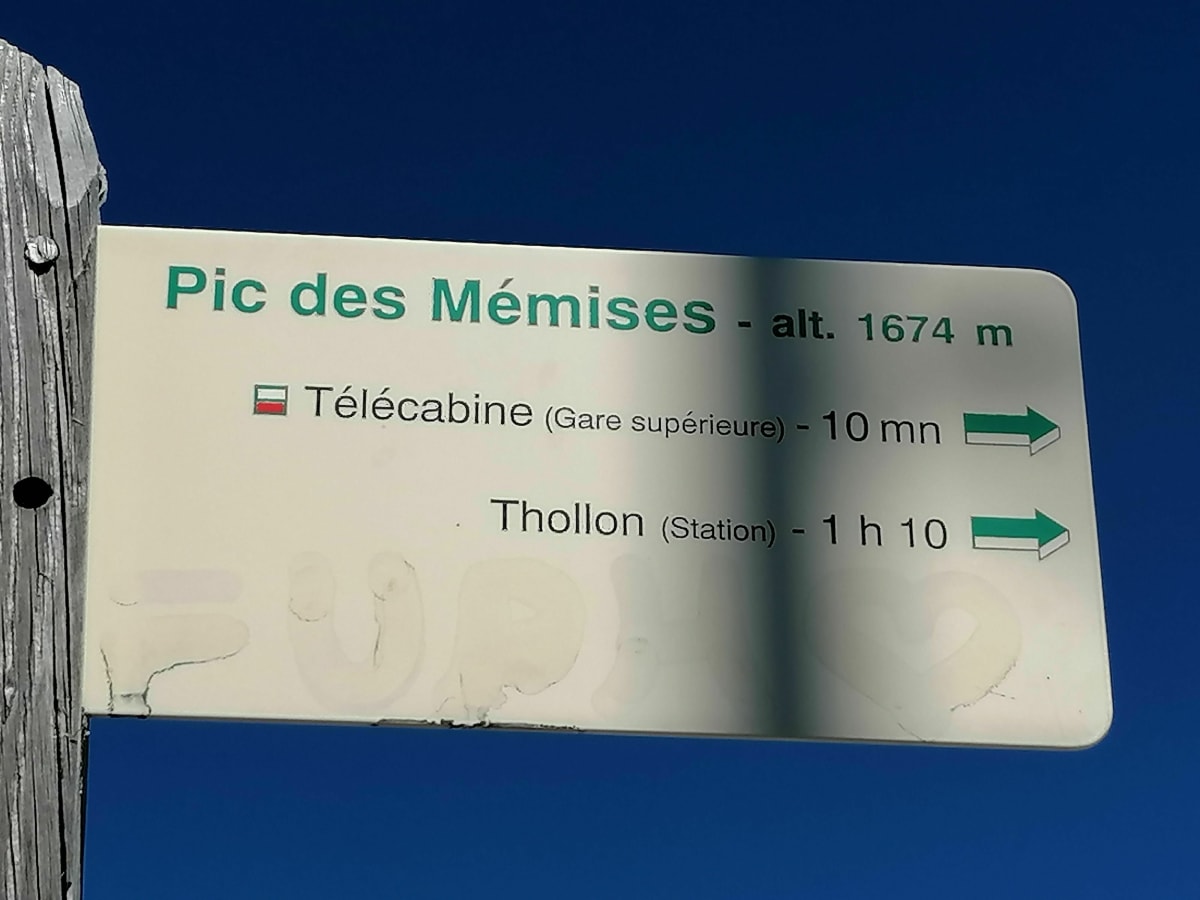 Pic des Mémises - alt. 1674 m
Télécabine (Gare supérieure) - 10 mn
Thollon (Station) - 1 h 10